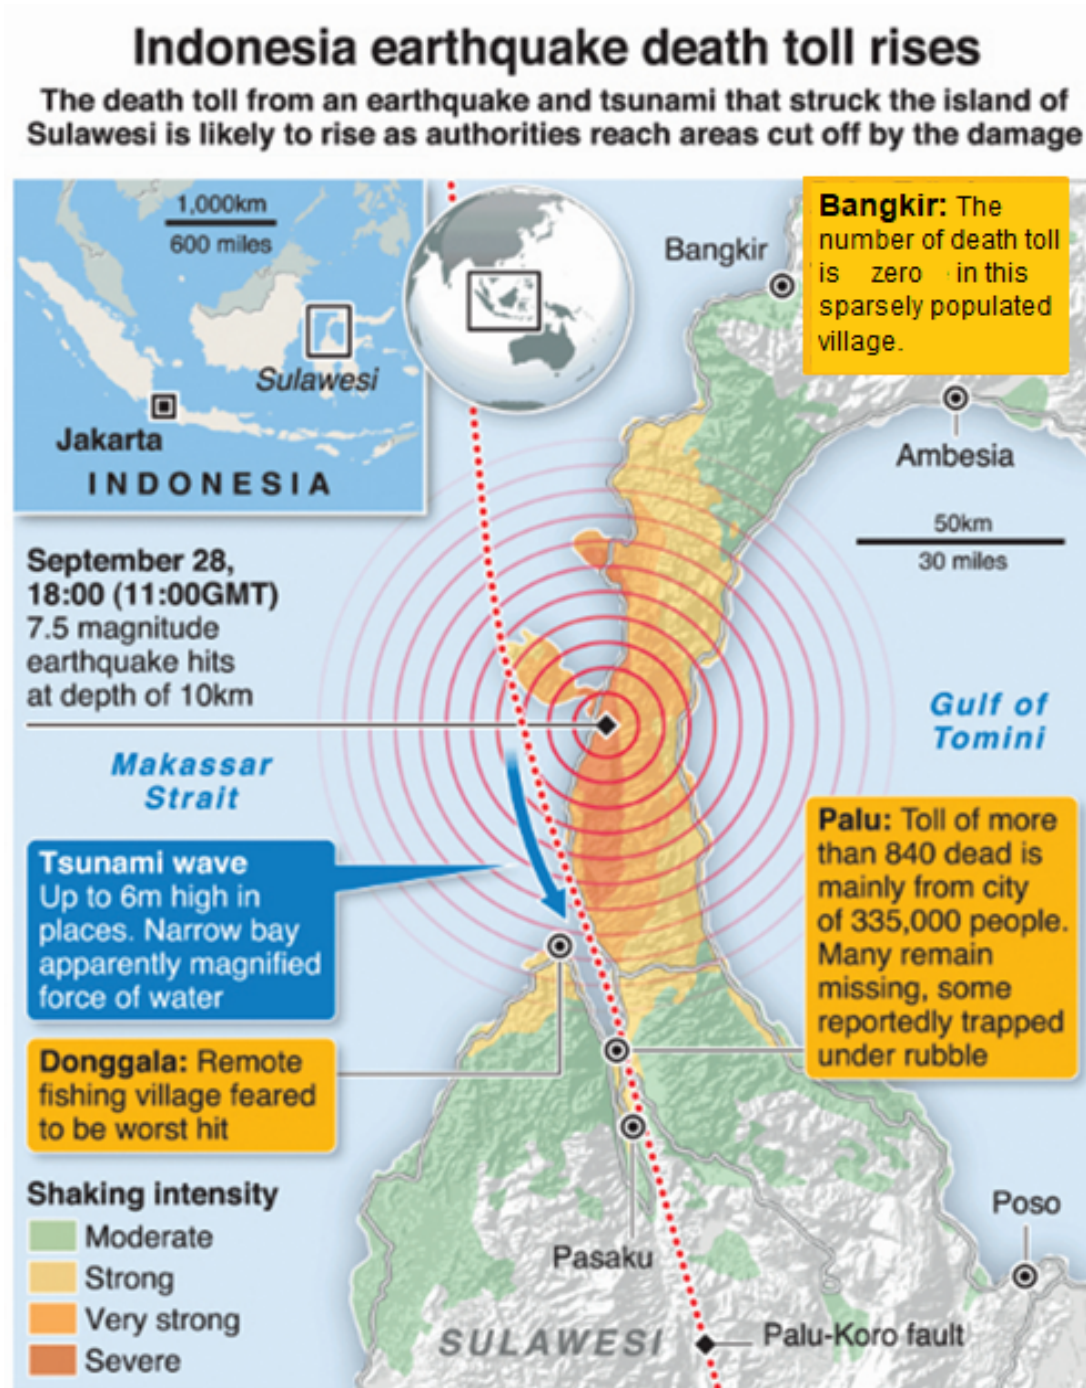 Indonesia earthquake death toll rises
The death toll from an earthquake and tsunami that struck the island of
Sulawesi is likely to rise as authorities reach areas cut off by the damage
1,000km
600 miles
Sulawesi
Jakarta
INDONESIA
Bangkir
Bangkir: The
number of death toll
is zero in this
sparsely populated
village.
Ambesia
50km
30 miles
September 28,
18:00 (11:00GMT)
7.5 magnitude
earthquake hits
at depth of 10km
Gulf of
Tomini
Makassar
Strait
Tsunami wave
Up to 6m high in
places. Narrow bay
apparently magnified
force of water
Palu: Toll of more
than 840 dead is
mainly from city
of 335,000 people.
Many remain
missing, some
reportedly trapped
under rubble
Donggala: Remote
fishing village feared
to be worst hit
Shaking intensity
Moderate
Strong
Very strong
Severe
Pasaku
Poso
SULAWESI
Palu-Koro fault